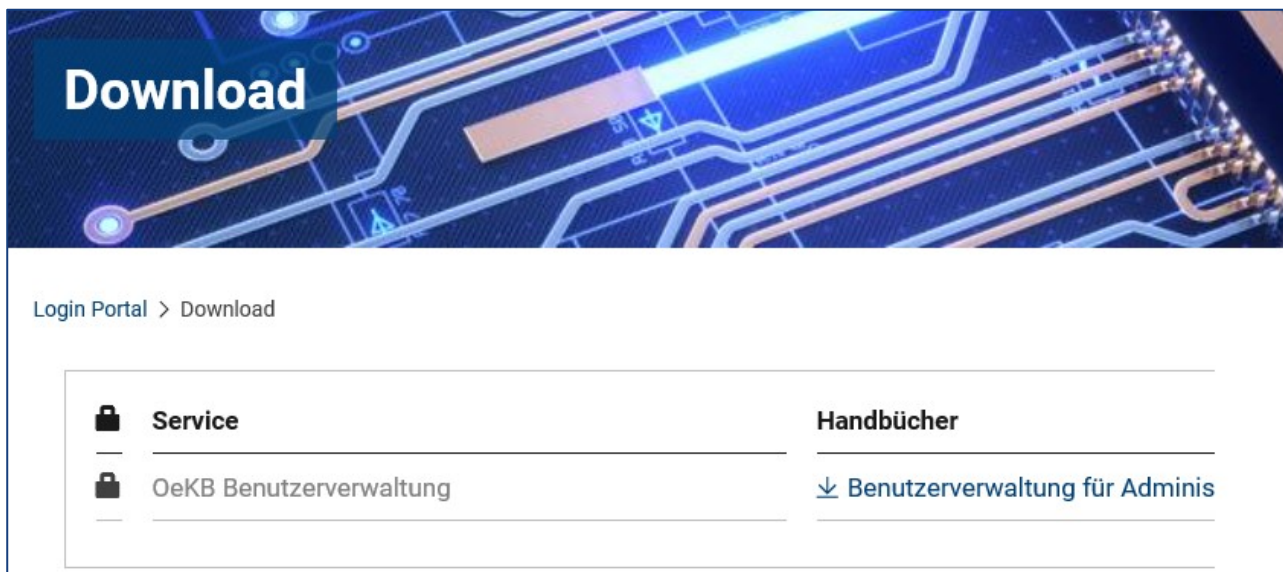 Download
Login Portal > Download
Service Handbücher
OeKB Benutzerverwaltung Benutzerverwaltung für Adminis